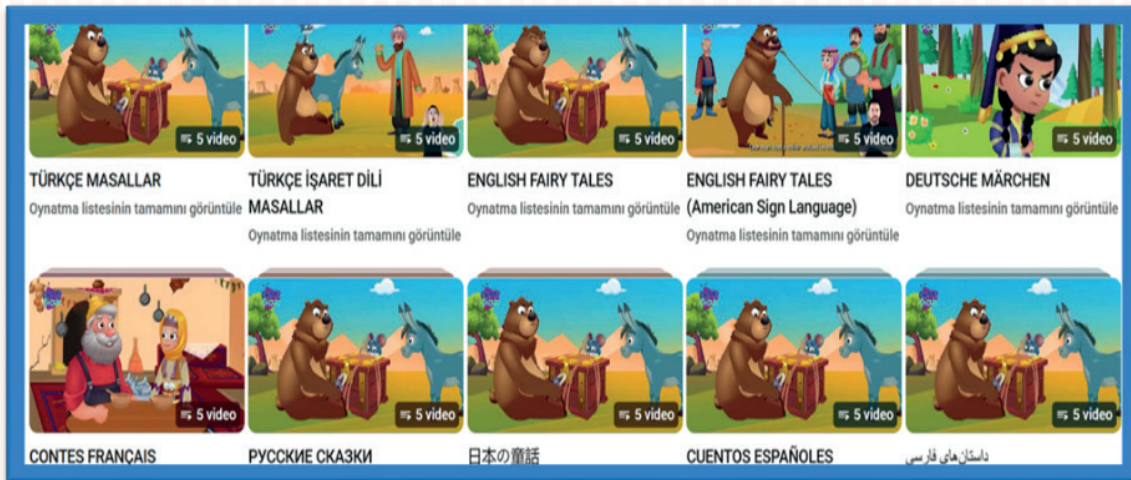 5 video
5 video
5 video
5 video
5 video
TÜRKÇE MASALLAR
Oynatma listesinin tamamını görüntüle
TÜRKÇE İŞARET DİLİ
MASALLAR
Oynatma listesinin tamamını görüntüle
ENGLISH FAIRY TALES
Oynatma listesinin tamamını görüntüle
ENGLISH FAIRY TALES
(American Sign Language)
Oynatma listesinin tamamını görüntüle
DEUTSCHE MÄRCHEN
Oynatma listesinin tamamını görüntüle
5 video
5 video
5 video
5 video
5 video
CONTES FRANÇAIS
РУССКИЕ СКАЗКИ
日本の童話
CUENTOS ESPAÑOLES
داستان‌های فارسی